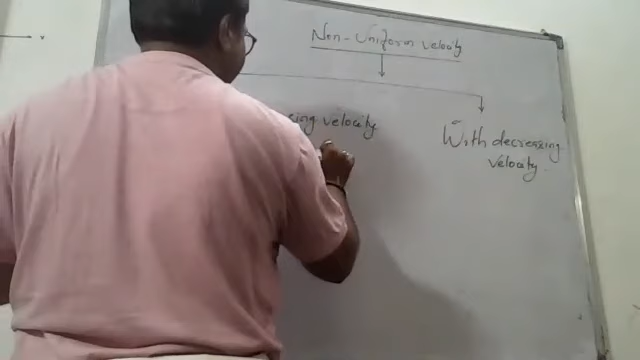 Non-Uniform velocity
velocity
With decreasing
velocity.